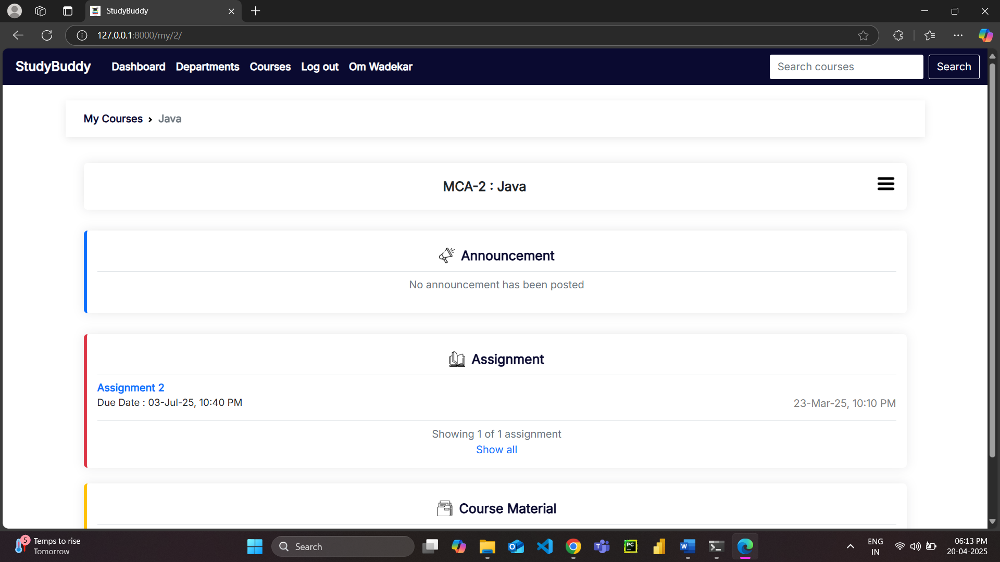 StudyBuddy
127.0.0.1:8000/my/2/
StudyBuddy Dashboard Departments Courses Log out Om Wadekar Search courses Search
My Courses › Java
MCA-2 : Java
Announcement
No announcement has been posted
Assignment
Assignment 2
Due Date : 03-Jul-25, 10:40 PM
23-Mar-25, 10:10 PM
Showing 1 of 1 assignment
Show all
Course Material
5
Temps to rise
Tomorrow
Search
O
T
PC
W
ENG
IN
06:13 PM
20-04-2025